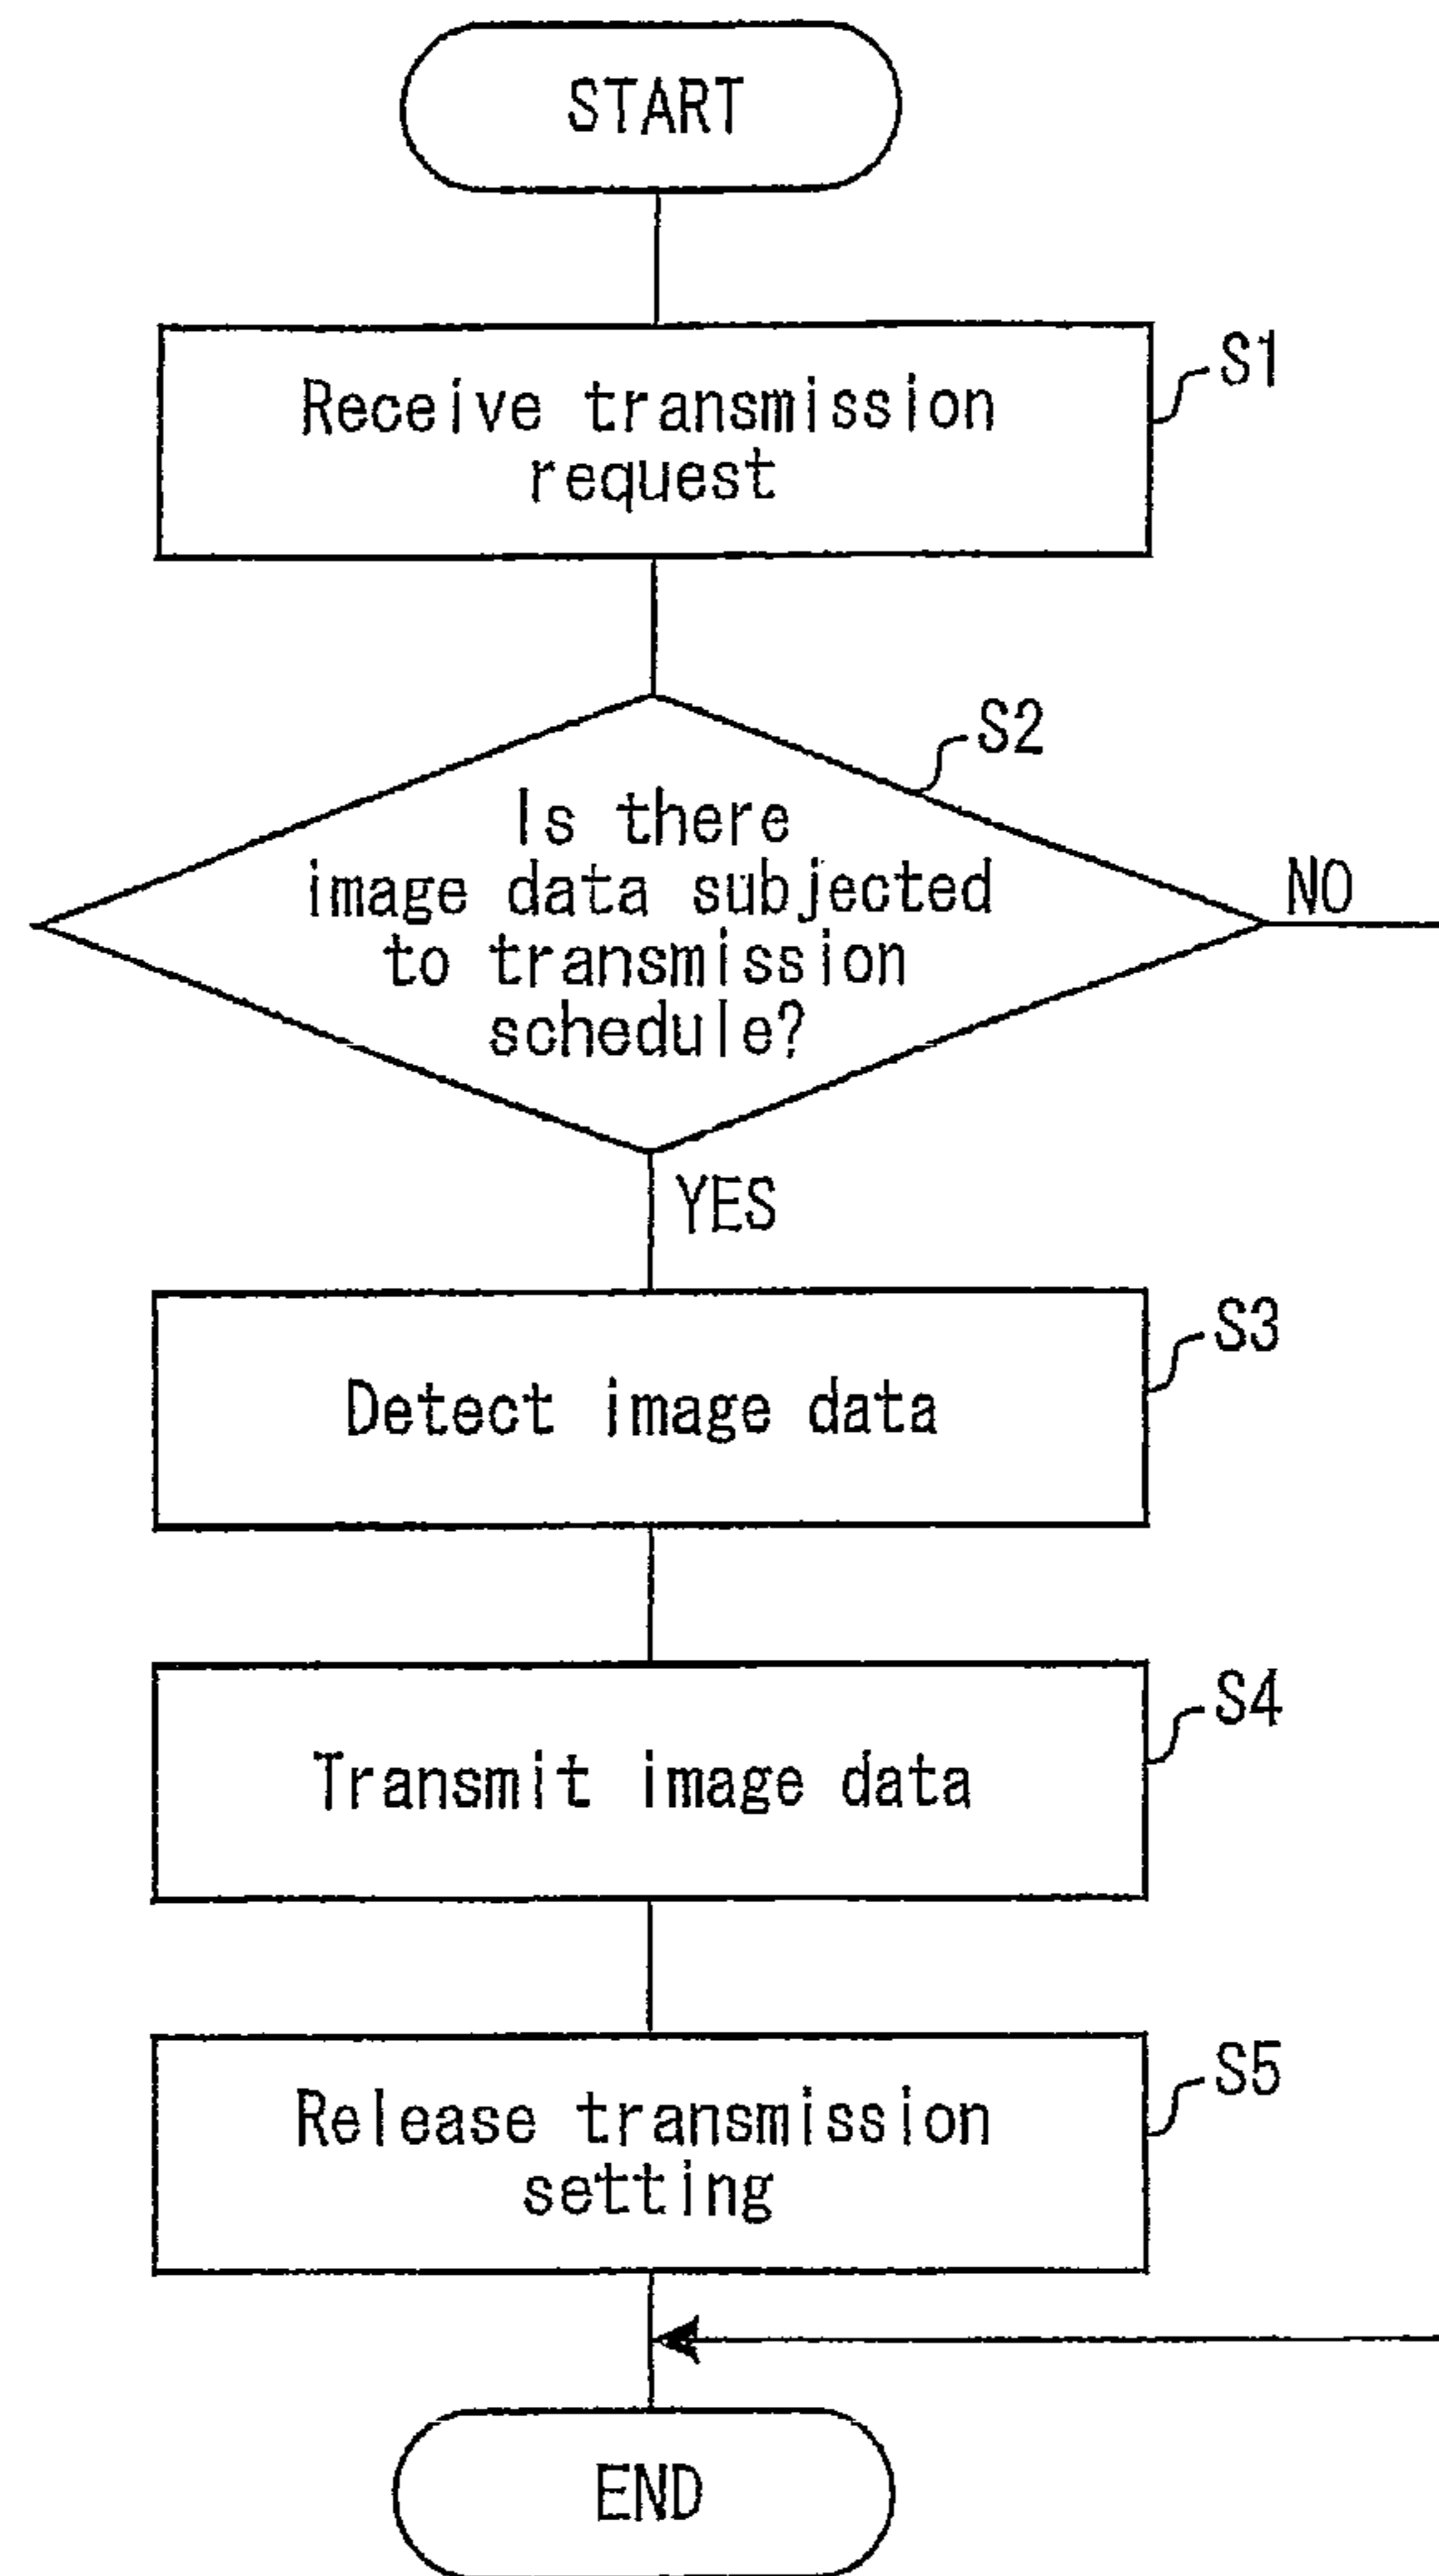 START
Receive transmission
request
S1
S2
Is there
image data subjected
to transmission
schedule?
NO
YES
Detect image data
S3
Transmit image data
S4
Release transmission
setting
S5
END